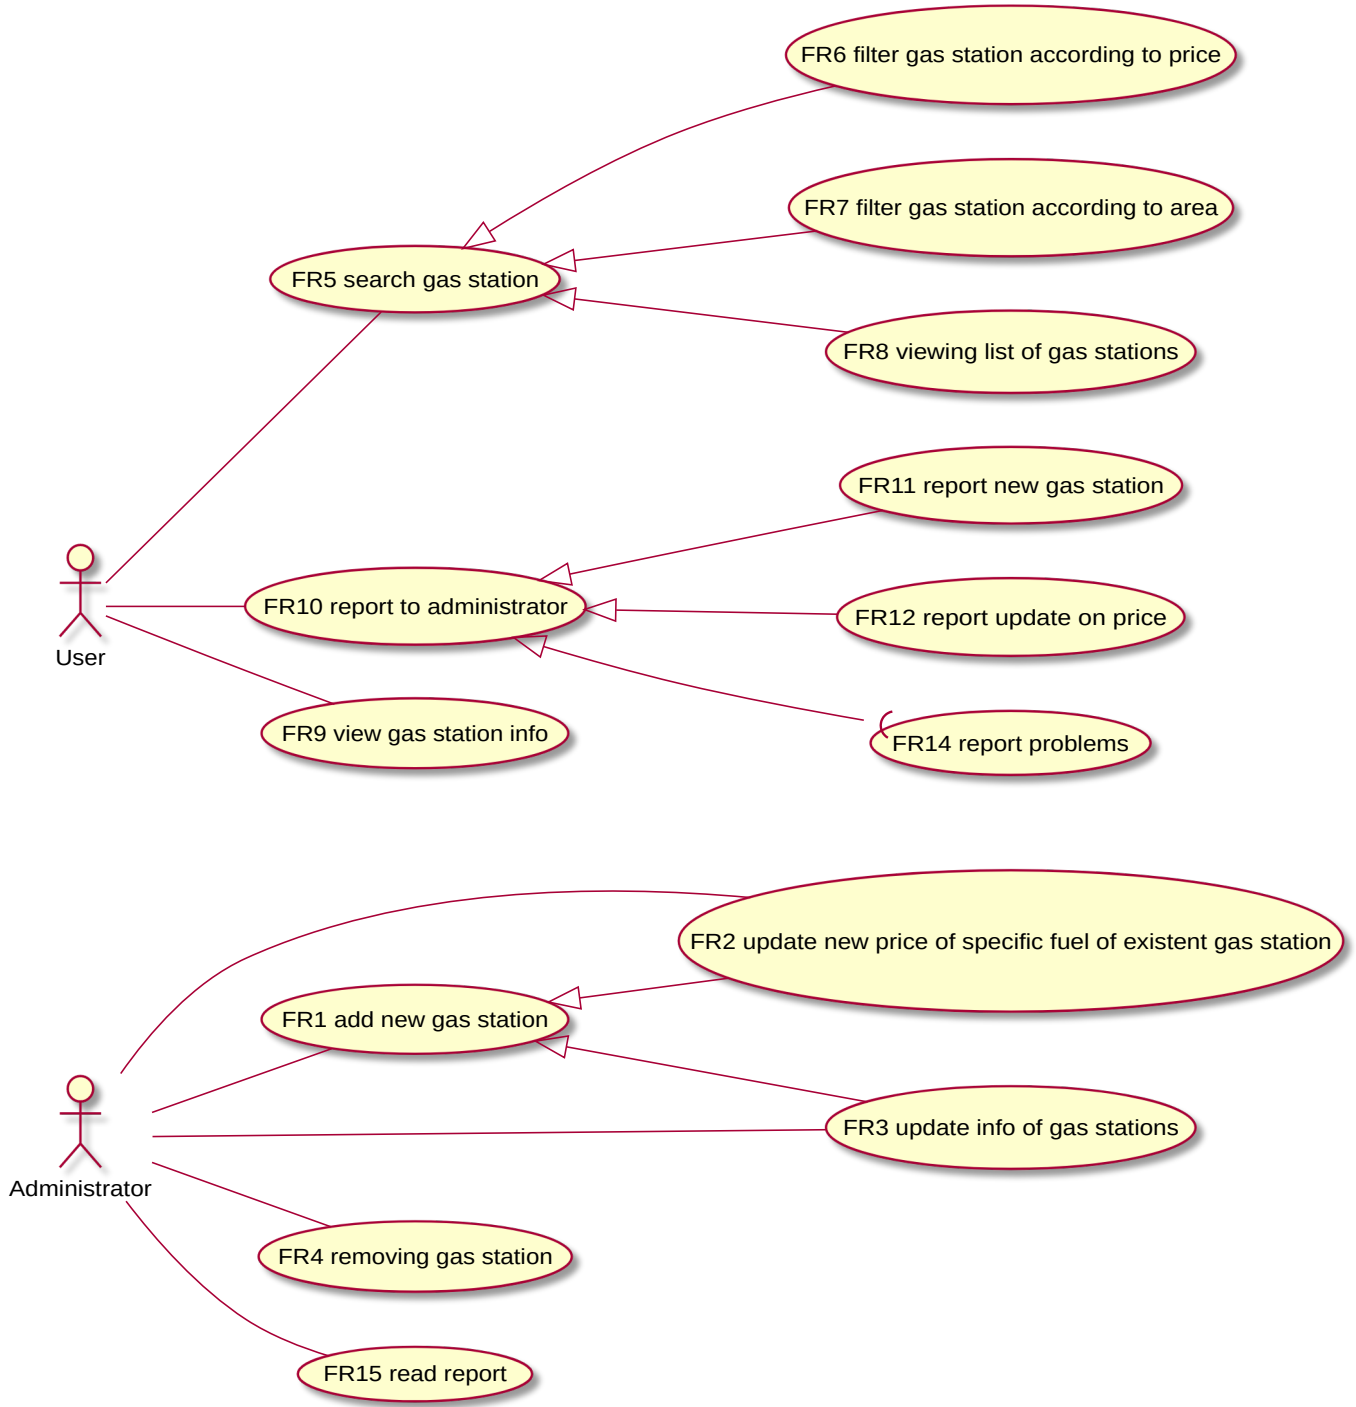 FR6 filter gas station according to price
FR7 filter gas station according to area
FR5 search gas station
FR8 viewing list of gas stations
FR11 report new gas station
FR10 report to administrator
FR12 report update on price
User
FR9 view gas station info
FR14 report problems
FR2 update new price of specific fuel of existent gas station
FR1 add new gas station
FR3 update info of gas stations
Administrator
FR4 removing gas station
FR15 read report